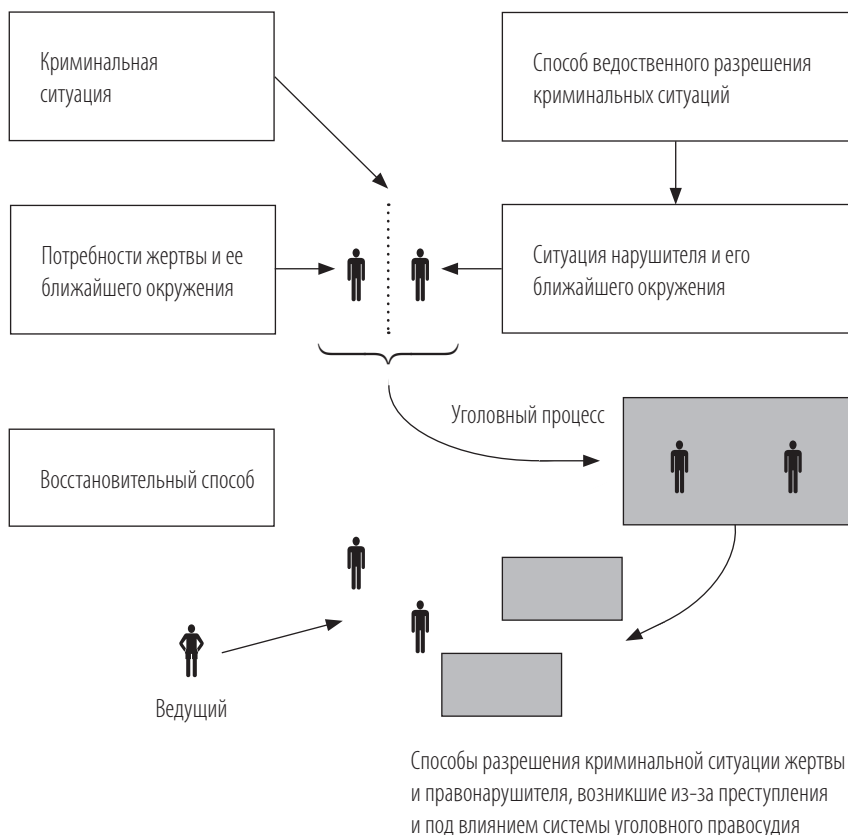 Криминальная
ситуация
Способ ведоственного разрешения
криминальных ситуаций
Потребности жертвы и ее
ближайшего окружения
Ситуация нарушителя и его
ближайшего окружения
Уголовный процесс
Восстановительный способ
Ведущий
Способы разрешения криминальной ситуации жертвы
и правонарушителя, возникшие из-за преступления
и под влиянием системы уголовного правосудия